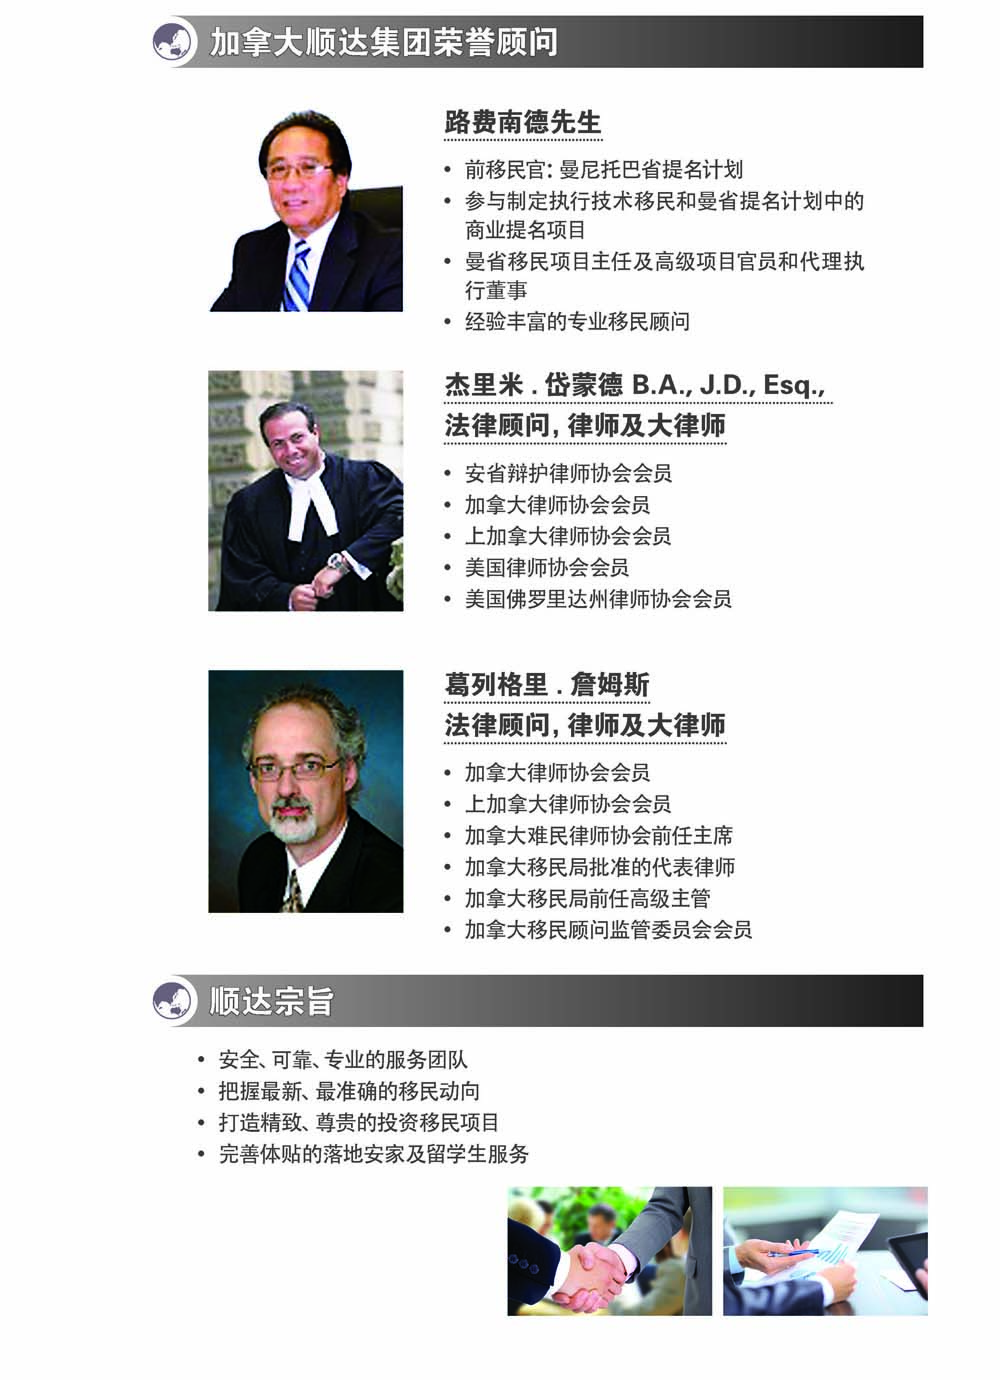 加拿大顺达集团荣誉顾问
路费南德先生
• 前移民官：曼尼托巴省提名计划
• 参与制定执行技术移民和曼省提名计划中的
商业提名项目
• 曼省移民项目主任及高级项目官员和代理执
行董事
• 经验丰富的专业移民顾问
杰里米 . 岱蒙德 B.A., J.D., Esq.,
法律顾问, 律师及大律师
• 安省辩护律师协会会员
• 加拿大律师协会会员
• 上加拿大律师协会会员
• 美国律师协会会员
• 美国佛罗里达州律师协会会员
葛列格里 . 詹姆斯
法律顾问, 律师及大律师
• 加拿大律师协会会员
• 上加拿大律师协会会员
• 加拿大难民律师协会前任主席
• 加拿大移民局批准的代表律师
• 加拿大移民局前任高级主管
• 加拿大移民顾问监管委员会会员
顺达宗旨
• 安全、可靠、专业的服务团队
• 把握最新、最准确的移民动向
• 打造精致、尊贵的投资移民项目
• 完善体贴的落地安家及留学生服务